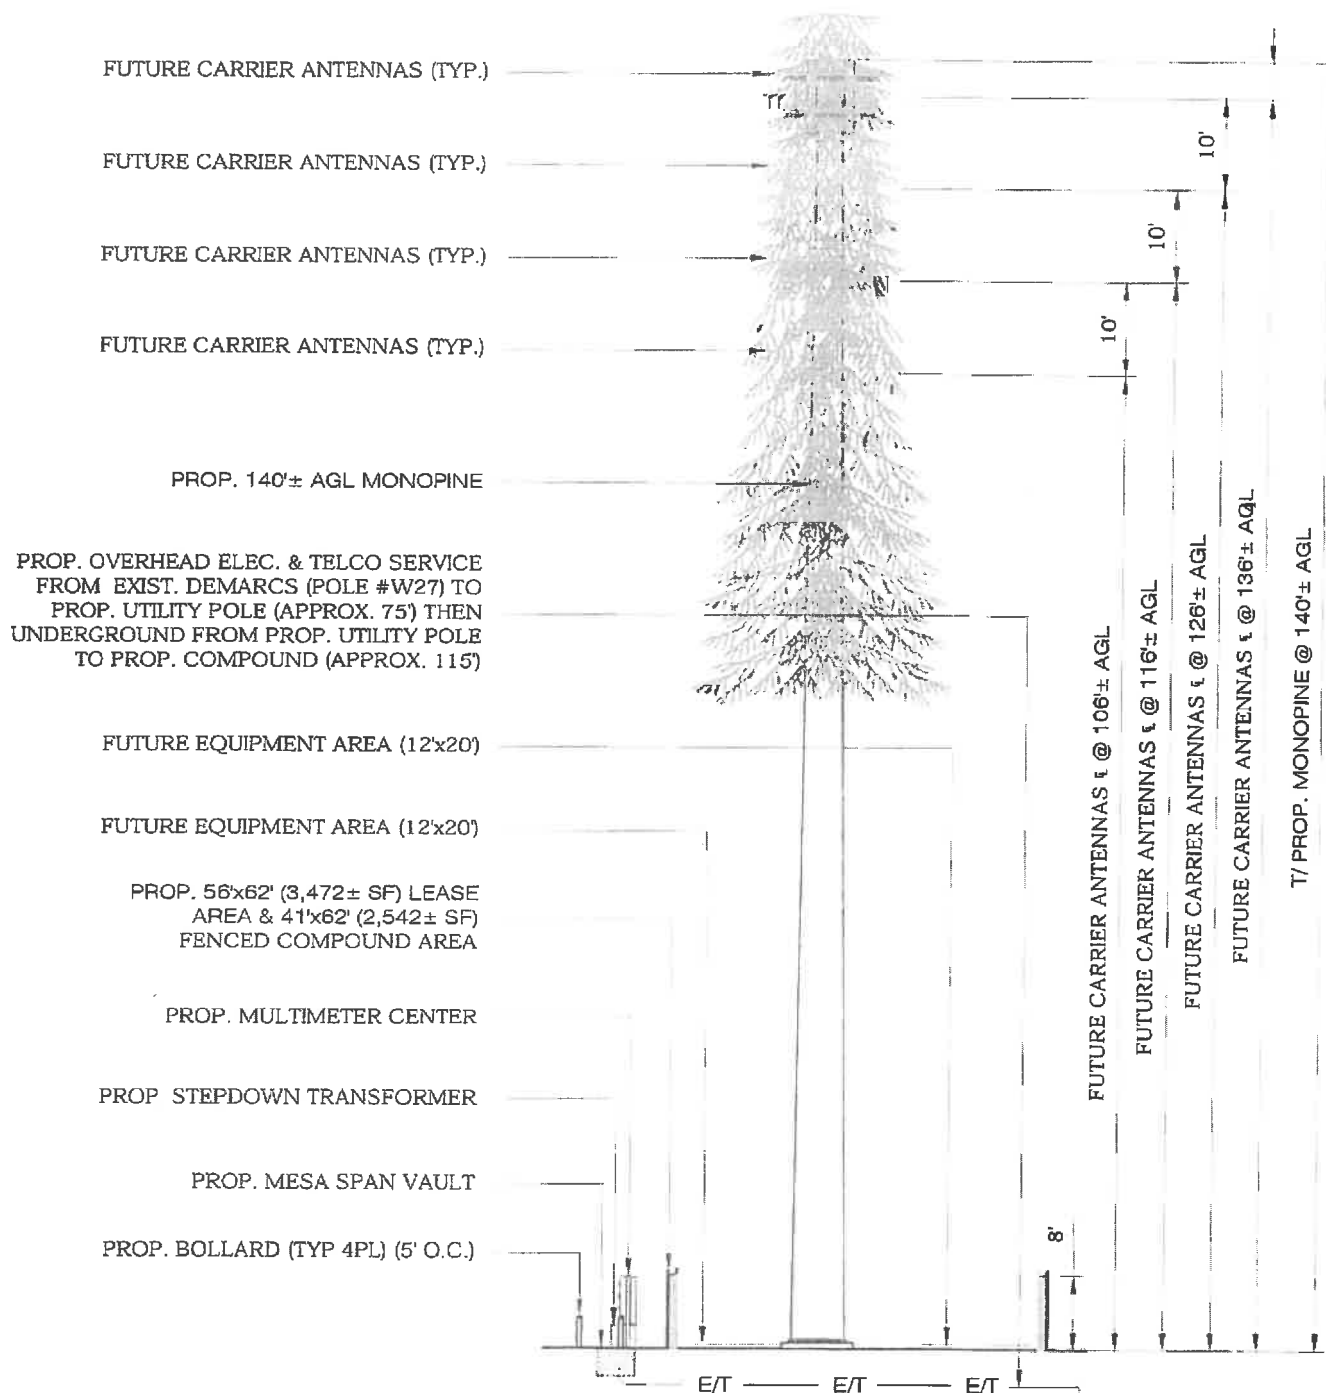 FUTURE CARRIER ANTENNAS (TYP.)
FUTURE CARRIER ANTENNAS (TYP.)
FUTURE CARRIER ANTENNAS (TYP.)
FUTURE CARRIER ANTENNAS (TYP.)
PROP. 140'± AGL MONOPINE
PROP. OVERHEAD ELEC. & TELCO SERVICE
FROM EXIST. DEMARCS (POLE #W27) TO
PROP. UTILITY POLE (APPROX. 75') THEN
UNDERGROUND FROM PROP. UTILITY POLE
TO PROP. COMPOUND (APPROX. 115')
FUTURE EQUIPMENT AREA (12'x20')
FUTURE EQUIPMENT AREA (12'x20')
PROP. 56'x62' (3,472± SF) LEASE
AREA & 41'x62' (2,542± SF)
FENCED COMPOUND AREA
PROP. MULTIMETER CENTER
PROP STEPDOWN TRANSFORMER
PROP. MESA SPAN VAULT
PROP. BOLLARD (TYP 4PL) (5' O.C.)
10'
10'
10'
FUTURE CARRIER ANTENNAS ℄ @ 106'± AGL
FUTURE CARRIER ANTENNAS ℄ @ 116'± AGL
FUTURE CARRIER ANTENNAS ℄ @ 126'± AGL
FUTURE CARRIER ANTENNAS ℄ @ 136'± AGL
T/ PROP. MONOPINE @ 140'± AGL
8'
E/T
E/T
E/T